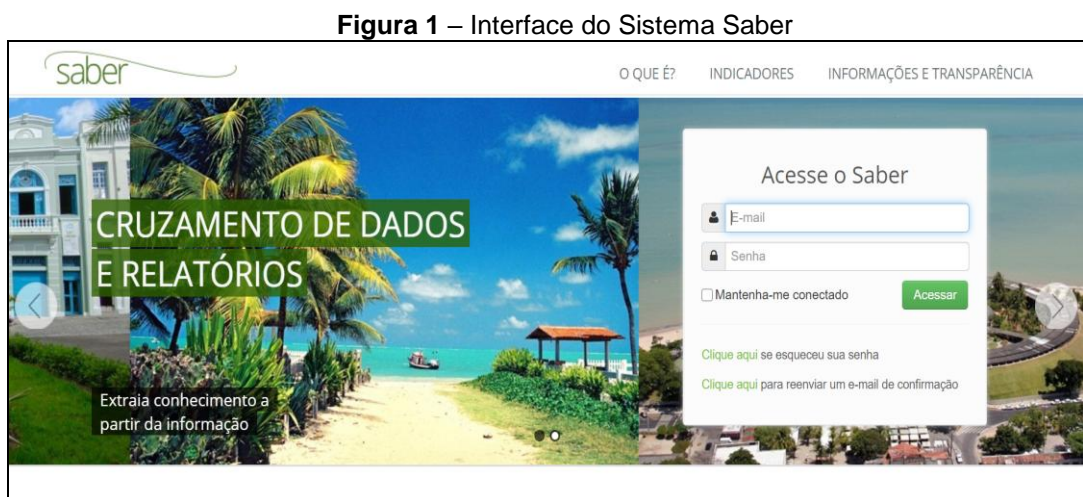 Figura 1 – Interface do Sistema Saber
saber
O QUE É?
INDICADORES
INFORMAÇÕES E TRANSPARÊNCIA
CRUZAMENTO DE DADOS
E RELATÓRIOS
Extraia conhecimento a
partir da informação
Acesse o Saber
E-mail
Senha
Mantenha-me conectado
Acessar
Clique aqui se esqueceu sua senha
Clique aqui para reenviar um e-mail de confirmação